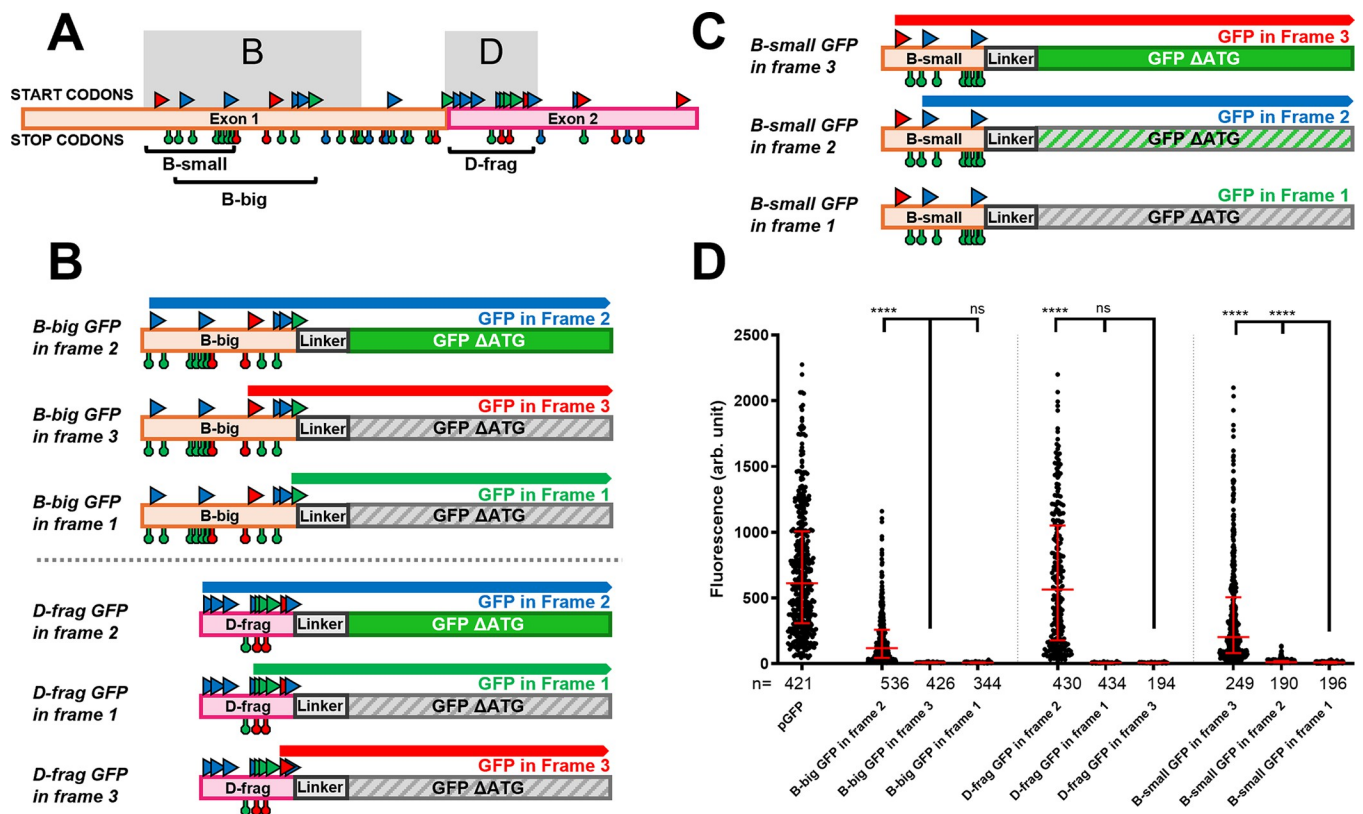 A
B
D
START CODONS
Exon 1
Exon 2
STOP CODONS
B-small
D-frag
B-big
B
B-big GFP
in frame 2
GFP in Frame 2
B-big
Linker
GFP ΔATG
B-big GFP
in frame 3
GFP in Frame 3
B-big
Linker
GFP ΔATG
B-big GFP
in frame 1
GFP in Frame 1
B-big
Linker
GFP ΔATG
D-frag GFP
in frame 2
GFP in Frame 2
D-frag
Linker
GFP ΔATG
D-frag GFP
in frame 1
GFP in Frame 1
D-frag
Linker
GFP ΔATG
D-frag GFP
in frame 3
GFP in Frame 3
D-frag
Linker
GFP ΔATG
C
B-small GFP
in frame 3
GFP in Frame 3
B-small
Linker
GFP ΔATG
B-small GFP
in frame 2
GFP in Frame 2
B-small
Linker
GFP ΔATG
B-small GFP
in frame 1
GFP in Frame 1
B-small
Linker
GFP ΔATG
D
**** ns **** ns **** ****
Fluorescence (arb. unit)
2500
2000
1500
1000
500
0
n= 421 536 426 344 430 434 194 249 190 196
pGFP
B-big GFP in frame 2
B-big GFP in frame 3
B-big GFP in frame 1
D-frag GFP in frame 2
D-frag GFP in frame 1
D-frag GFP in frame 3
B-small GFP in frame 3
B-small GFP in frame 2
B-small GFP in frame 1